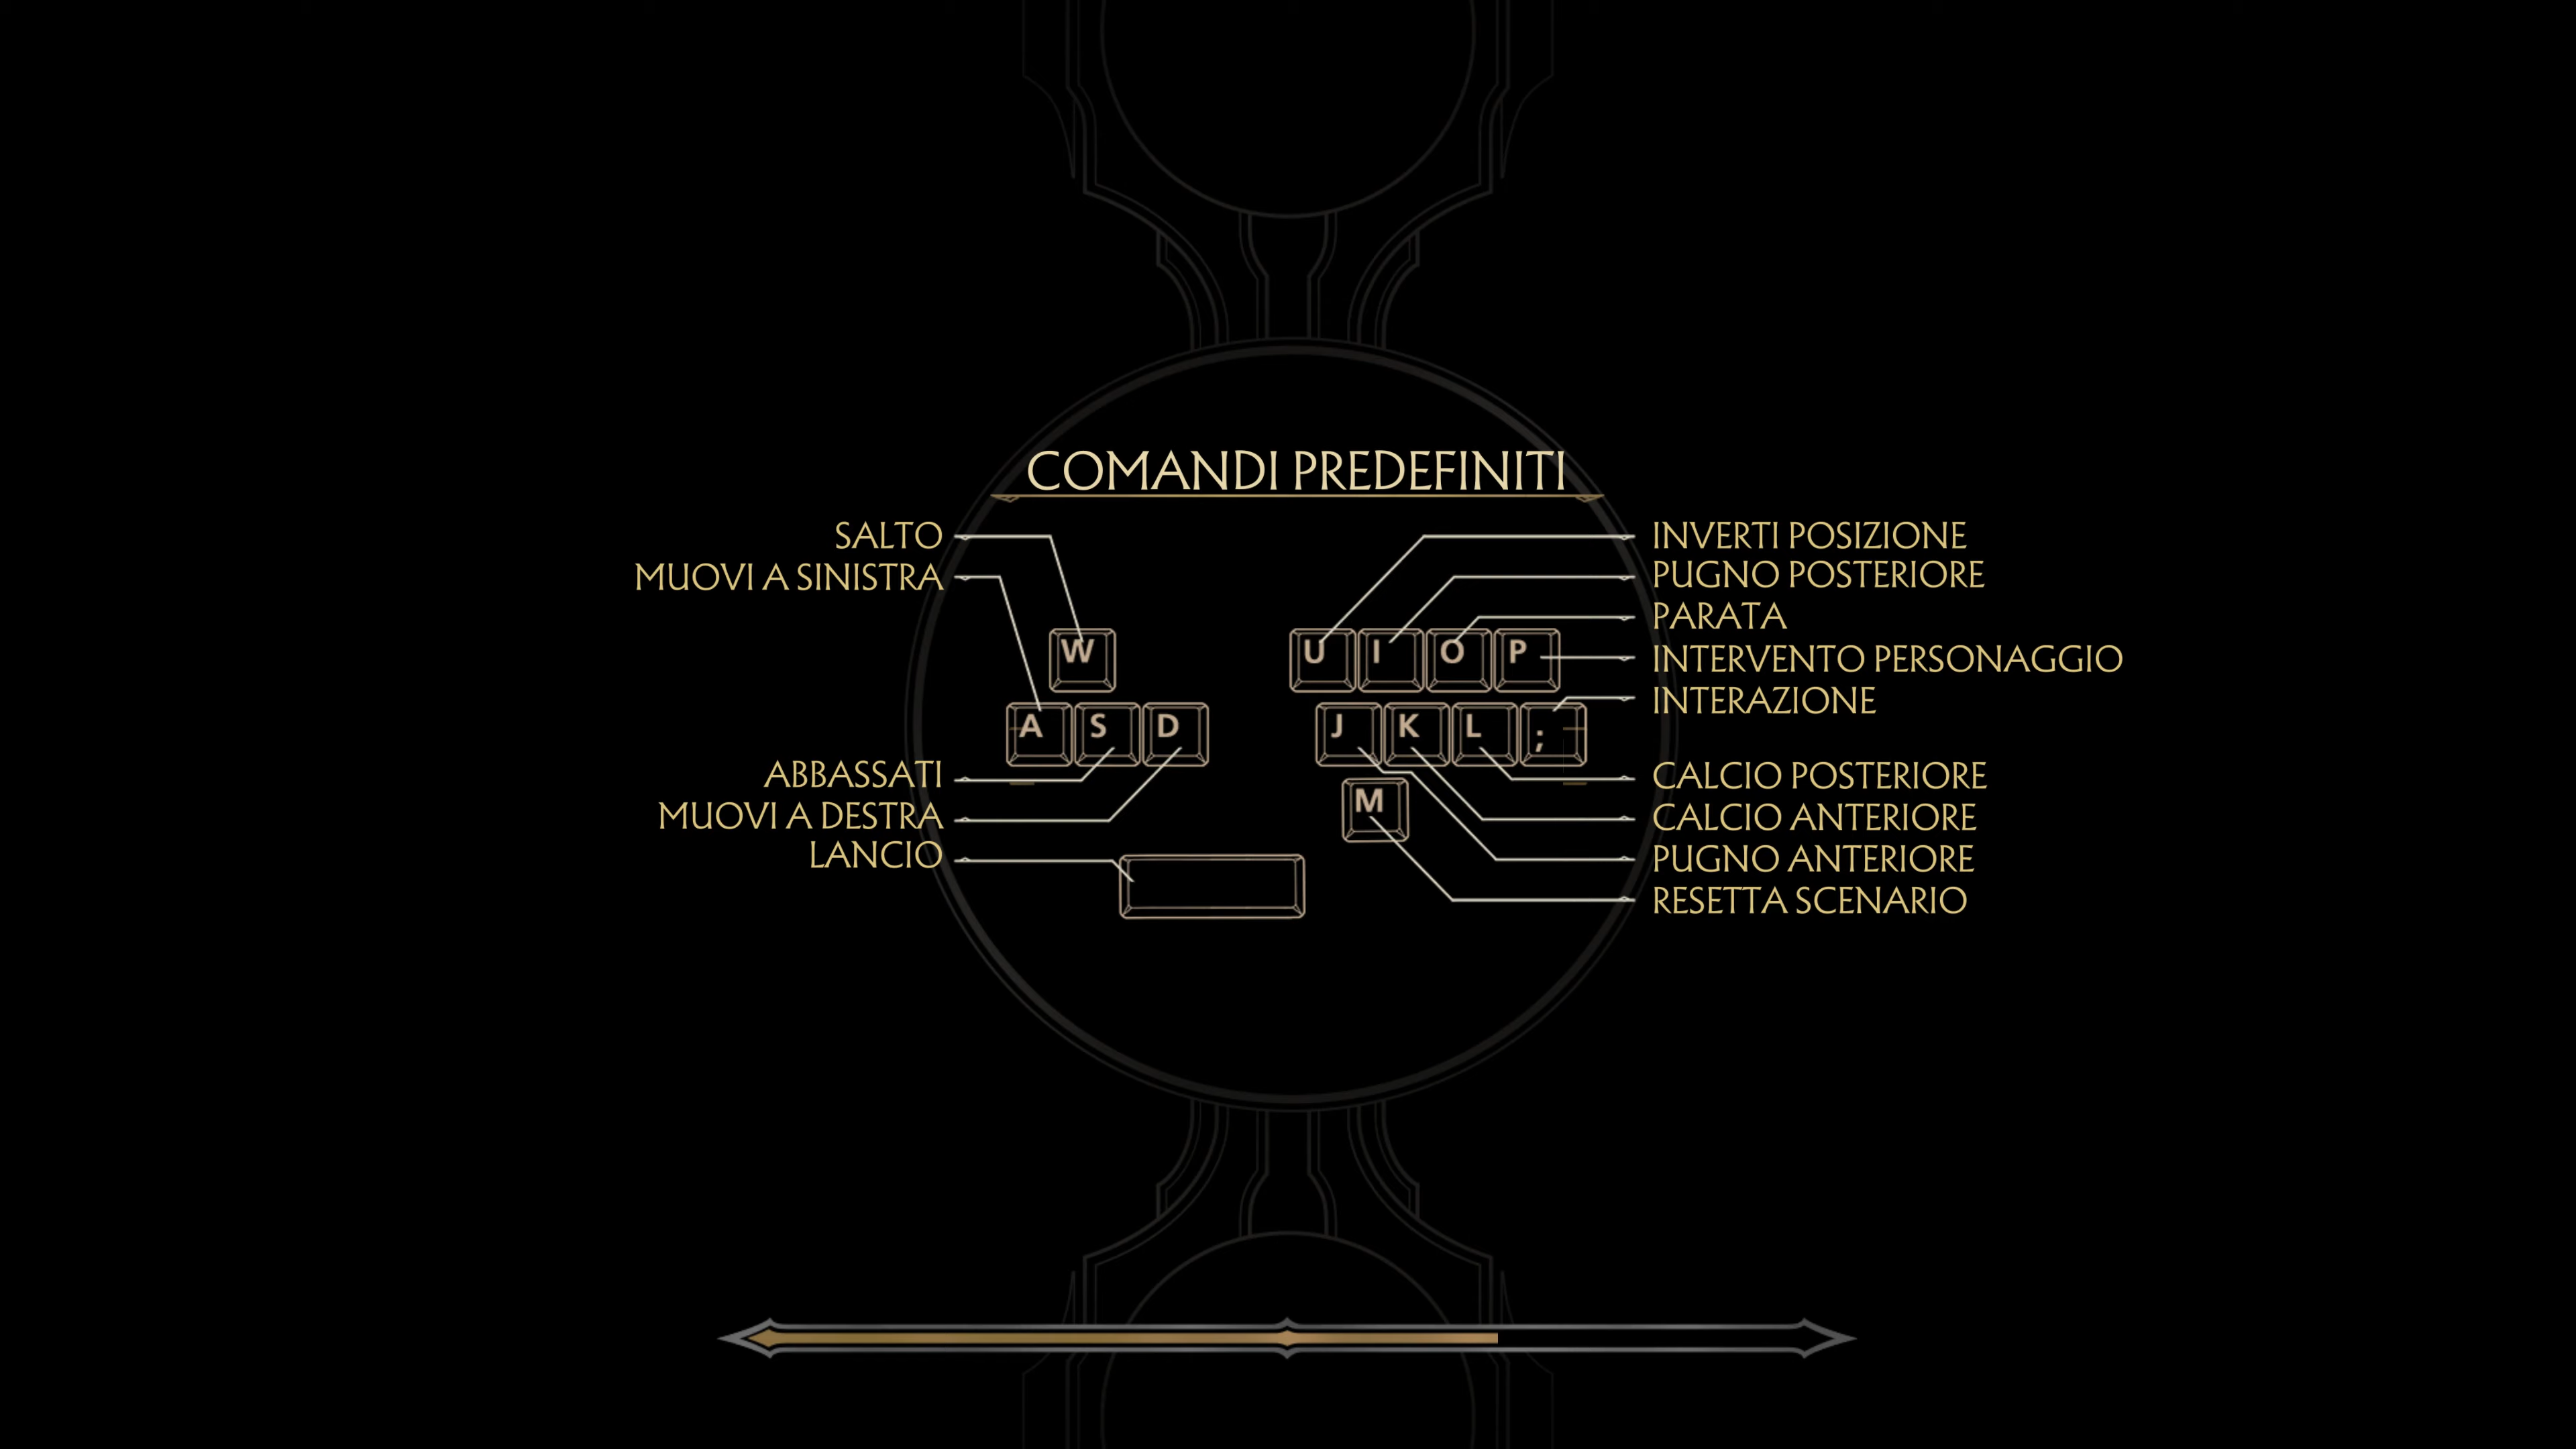 COMANDI PREDEFINITI
SALTO
MUOVI A SINISTRA
ABBASSATI
MUOVI A DESTRA
LANCIO
W
A S D
U I O P
J K L ;
M
INVERTI POSIZIONE
PUGNO POSTERIORE
PARATA
INTERVENTO PERSONAGGIO
INTERAZIONE
CALCIO POSTERIORE
CALCIO ANTERIORE
PUGNO ANTERIORE
RESETTA SCENARIO